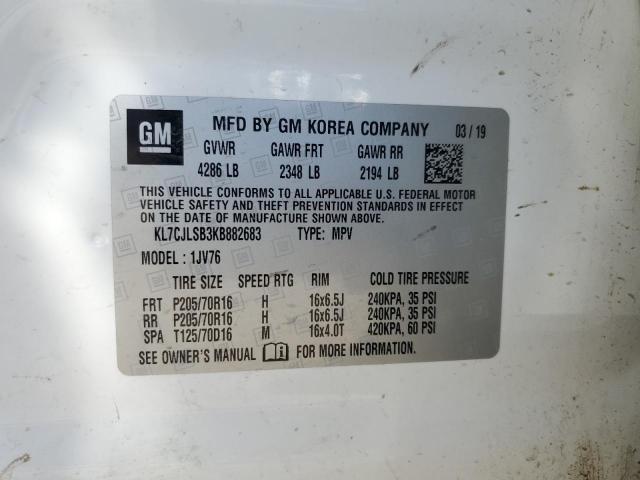 GM MFD BY GM KOREA COMPANY 03 / 19
GVWR GAWR FRT GAWR RR
4286 LB 2348 LB 2194 LB
THIS VEHICLE CONFORMS TO ALL APPLICABLE U.S. FEDERAL MOTOR
VEHICLE SAFETY AND THEFT PREVENTION STANDARDS IN EFFECT ON
THE DATE OF MANUFACTURE SHOWN ABOVE.
KL7CJLSB3KB882683 TYPE: MPV
MODEL : 1JV76
TIRE SIZE SPEED RTG RIM COLD TIRE PRESSURE
FRT P205/70R16 H 16x6.5J 240KPA, 35 PSI
RR P205/70R16 H 16x6.5J 240KPA, 35 PSI
SPA T125/70D16 M 16x4.0T 420KPA, 60 PSI
SEE OWNER'S MANUAL FOR MORE INFORMATION.